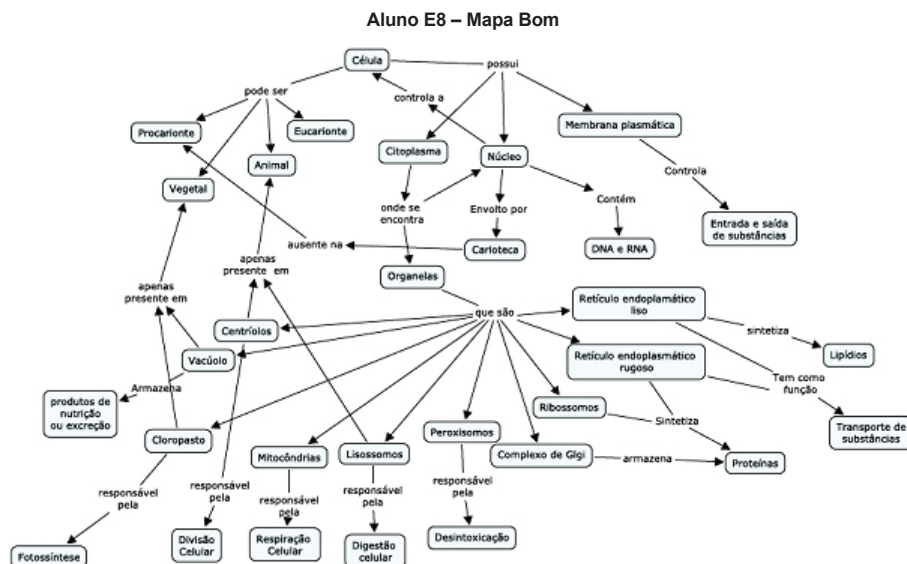 Aluno E8 – Mapa Bom
Célula
possui
pode ser
controla a
Procarionte
Eucarionte
Membrana plasmática
Citoplasma
Núcleo
Animal
Vegetal
Controla
onde se
encontra
Envolto por
Contém
Entrada e saída
de substâncias
ausente na
Carioteca
DNA e RNA
apenas
presente em
Organelas
apenas
presente em
Retículo endoplamático
liso
que são
Centríolos
sintetiza
Vacúolo
Retículo endoplasmático
rugoso
Lipídios
Armazena
Tem como
função
produtos de
nutrição
ou excreção
Ribossomos
Sintetiza
Transporte de
substâncias
Cloropasto
Peroxisomos
Mitocôndrias
Lisossomos
Complexo de Glgi
armazena
Proteínas
responsável
pela
responsável
pela
responsável
pela
responsável
pela
responsável
pela
Fotossíntese
Divisão
Celular
Respiração
Celular
Digestão
celular
Desintoxicação